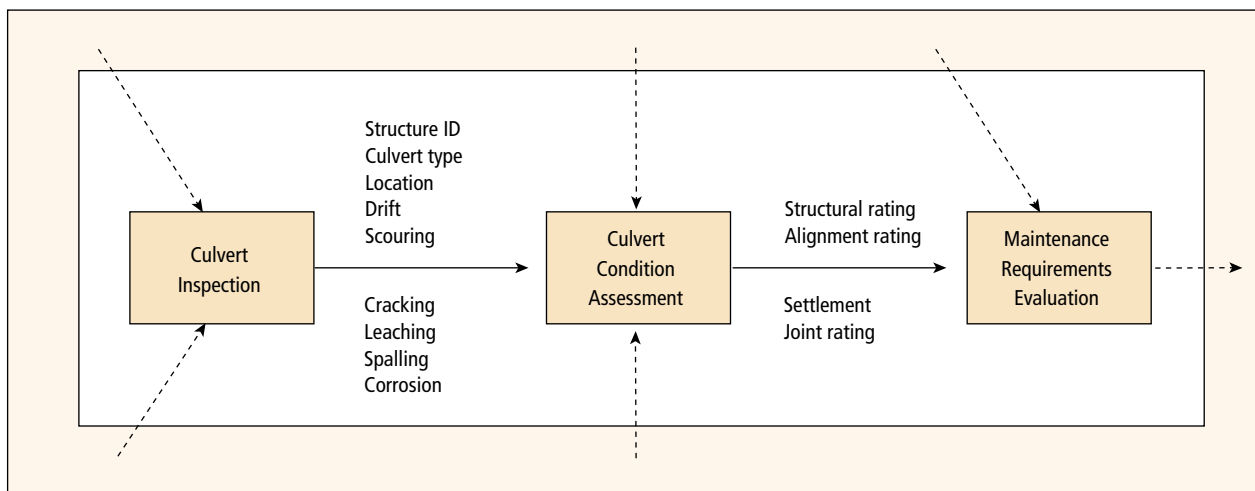 Culvert
Inspection
Structure ID
Culvert type
Location
Drift
Scouring
Cracking
Leaching
Spalling
Corrosion
Culvert
Condition
Assessment
Structural rating
Alignment rating
Settlement
Joint rating
Maintenance
Requirements
Evaluation